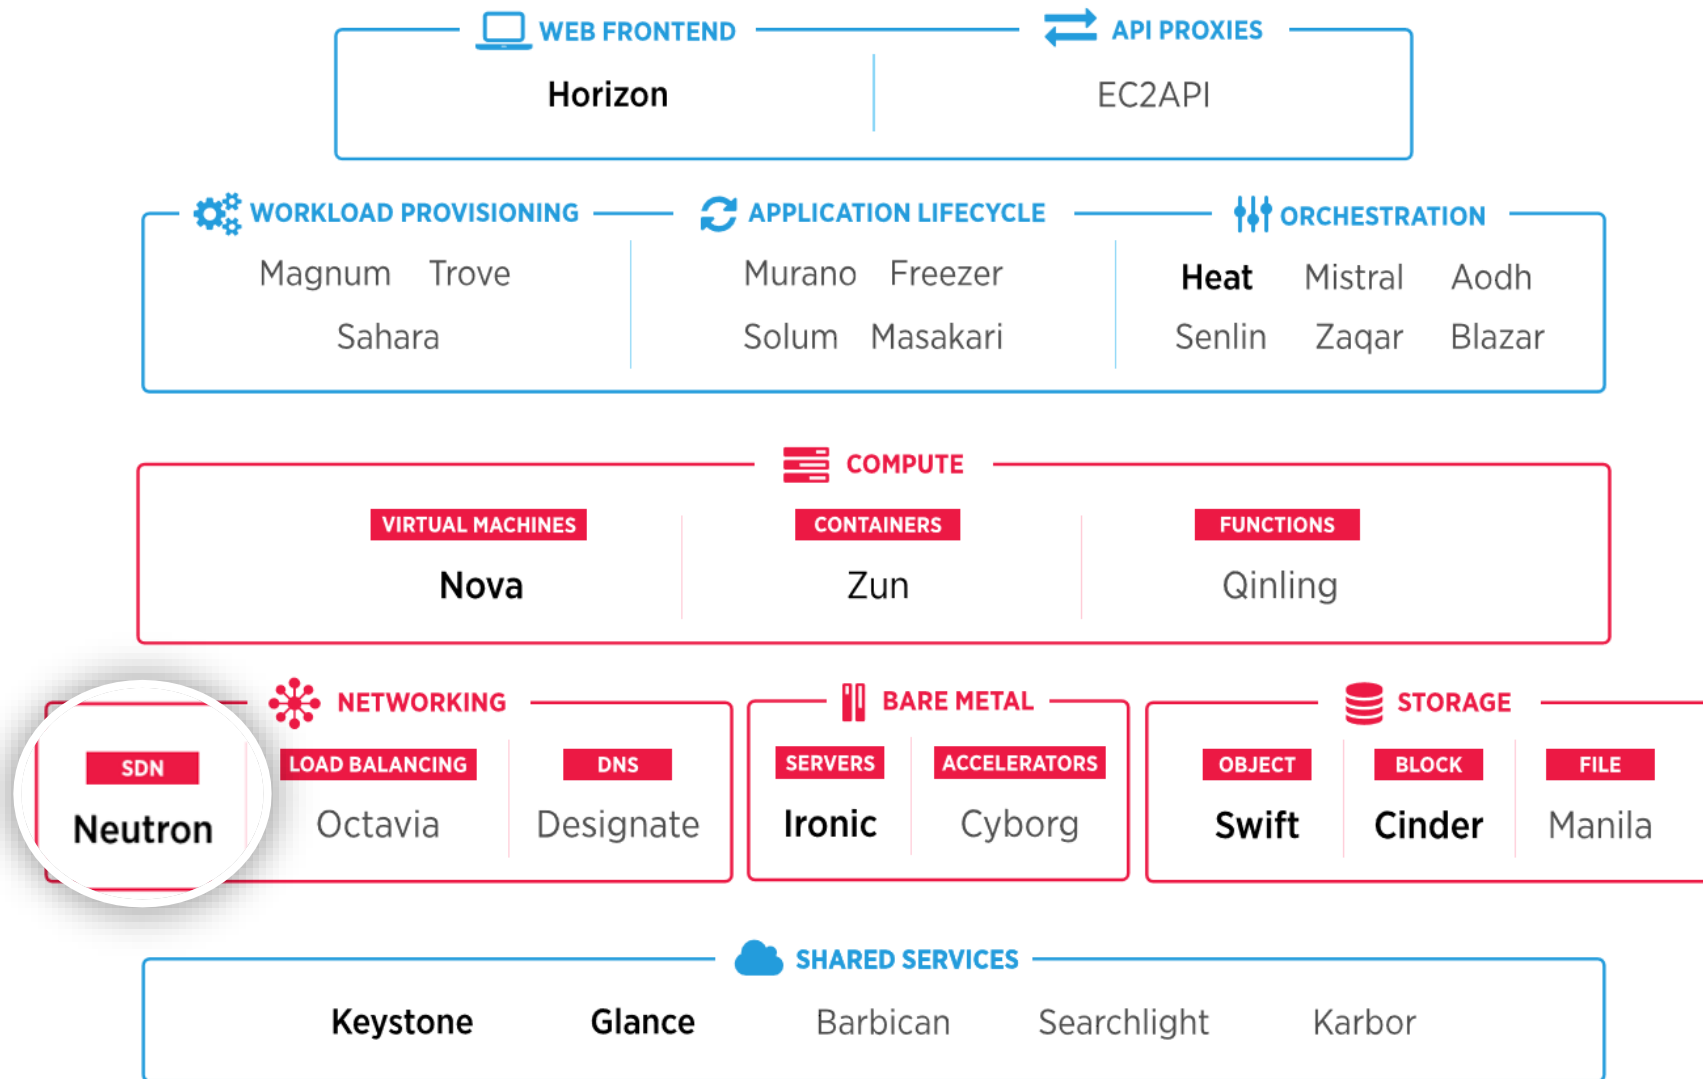 WEB FRONTEND
API PROXIES
Horizon
EC2API
WORKLOAD PROVISIONING
APPLICATION LIFECYCLE
ORCHESTRATION
Magnum Trove
Sahara
Murano Freezer
Solum Masakari
Heat Mistral Aodh
Senlin Zaqar Blazar
COMPUTE
VIRTUAL MACHINES
Nova
CONTAINERS
Zun
FUNCTIONS
Qinling
NETWORKING
SDN
Neutron
LOAD BALANCING
Octavia
DNS
Designate
BARE METAL
SERVERS
Ironic
ACCELERATORS
Cyborg
STORAGE
OBJECT
Swift
BLOCK
Cinder
FILE
Manila
SHARED SERVICES
Keystone Glance Barbican Searchlight Karbor